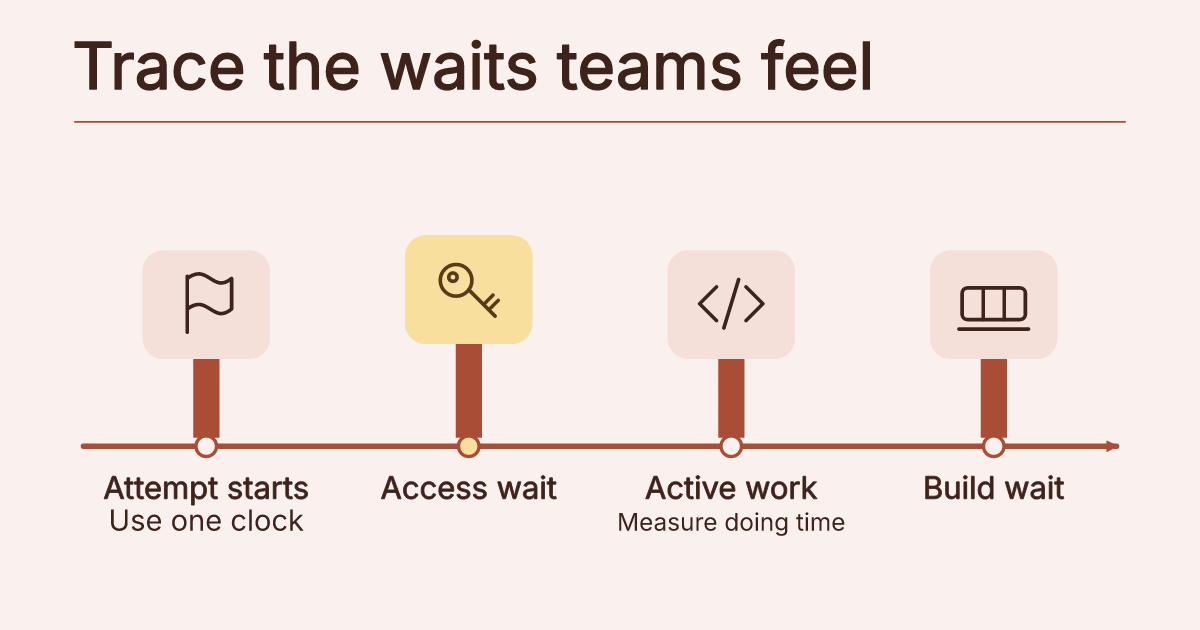 Trace the waits teams feel
Attempt starts
Use one clock
Access wait
Active work
Measure doing time
Build wait